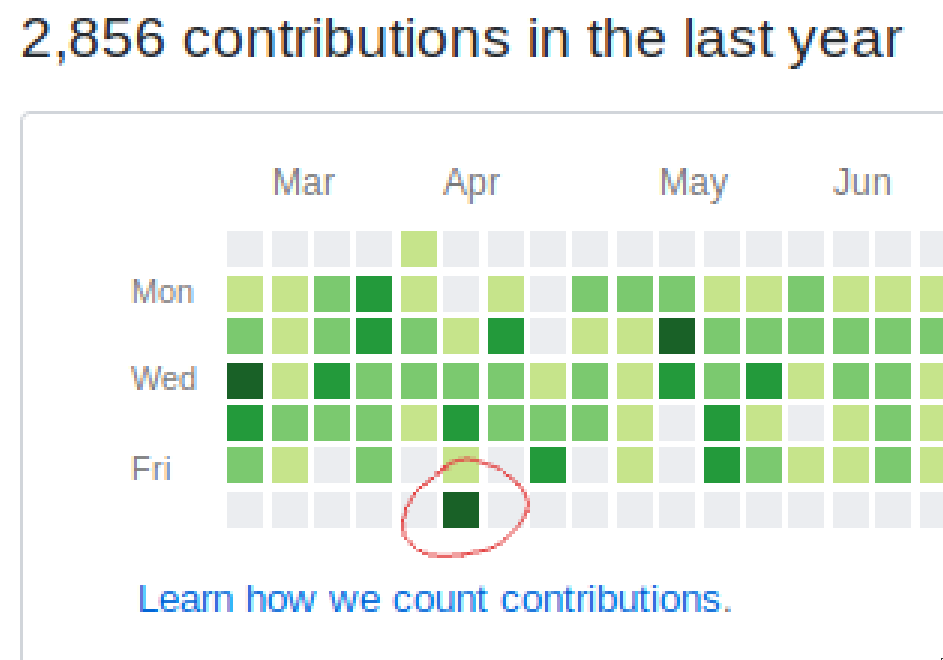 2,856 contributions in the last year
Mar Apr May Jun
Mon
Wed
Fri
Learn how we count contributions.